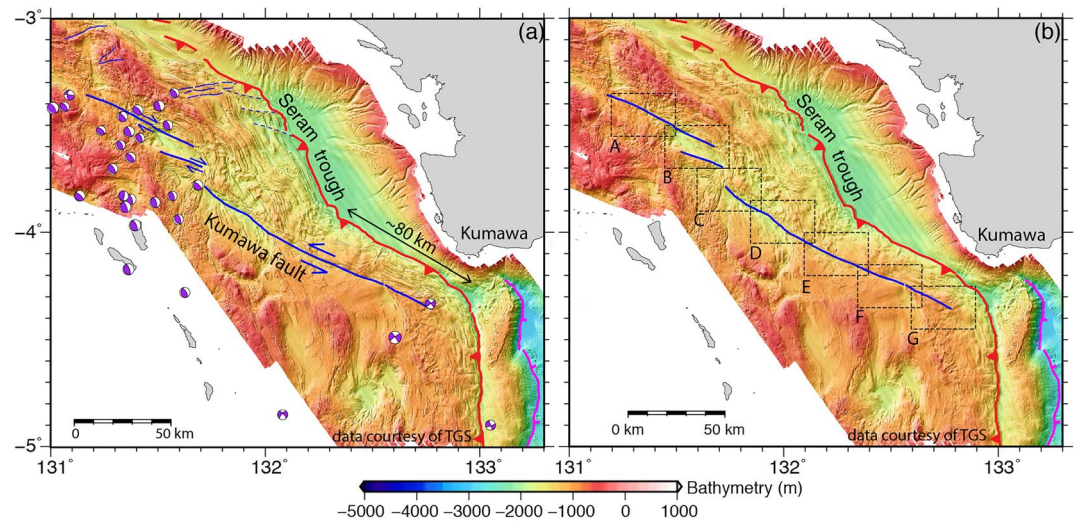 −3°
(a)
(b)
Seram trough
Seram trough
A
B
C
D
E
F
G
−4°
~80 km
Kumawa
Kumawa
Kumawa fault
0 50 km
0 km 50 km
data courtesy of TGS
data courtesy of TGS
−5°
131° 132° 133° 131° 132° 133°
Bathymetry (m)
−5000 −4000 −3000 −2000 −1000 0 1000